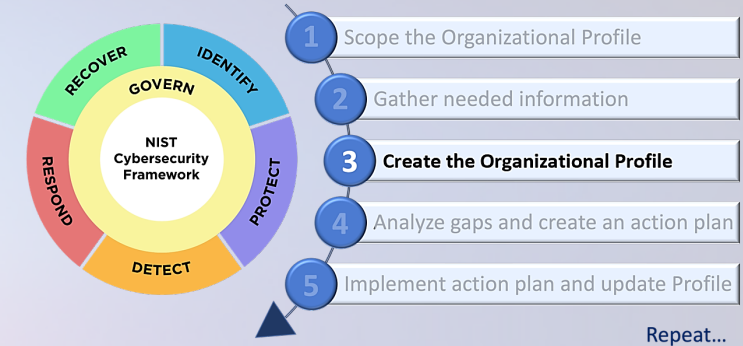 RECOVER
IDENTIFY
GOVERN
NIST
Cybersecurity
Framework
RESPOND
PROTECT
DETECT
1 Scope the Organizational Profile
2 Gather needed information
3 Create the Organizational Profile
4 Analyze gaps and create an action plan
5 Implement action plan and update Profile
Repeat...